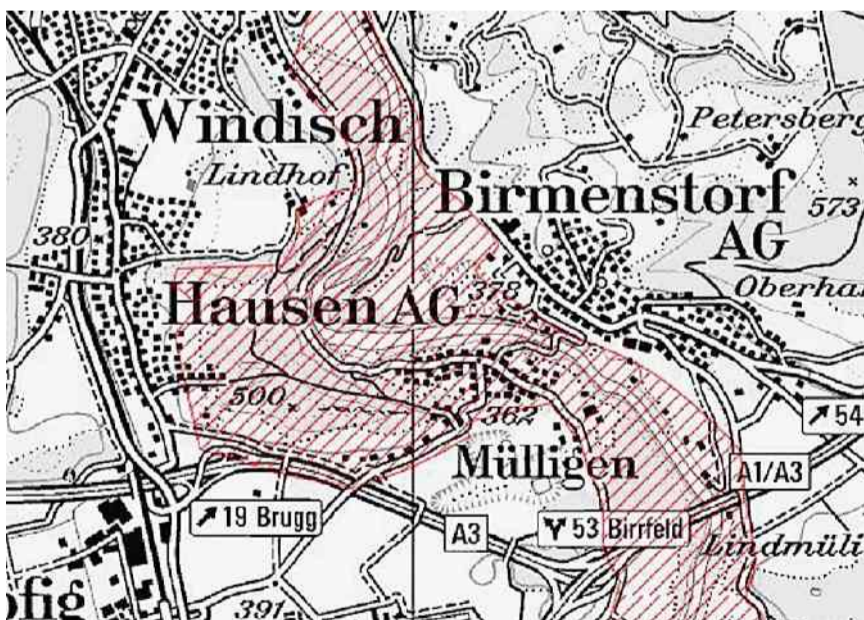 Windisch
Lindhof
Petersberg
Birmenstorf
AG
573
380
Oberha
Hausen AG
378
500
362
54
Mülligen
A1/A3
19 Brugg
A3
53 Birrfeld
Lindmüli
pfig
391